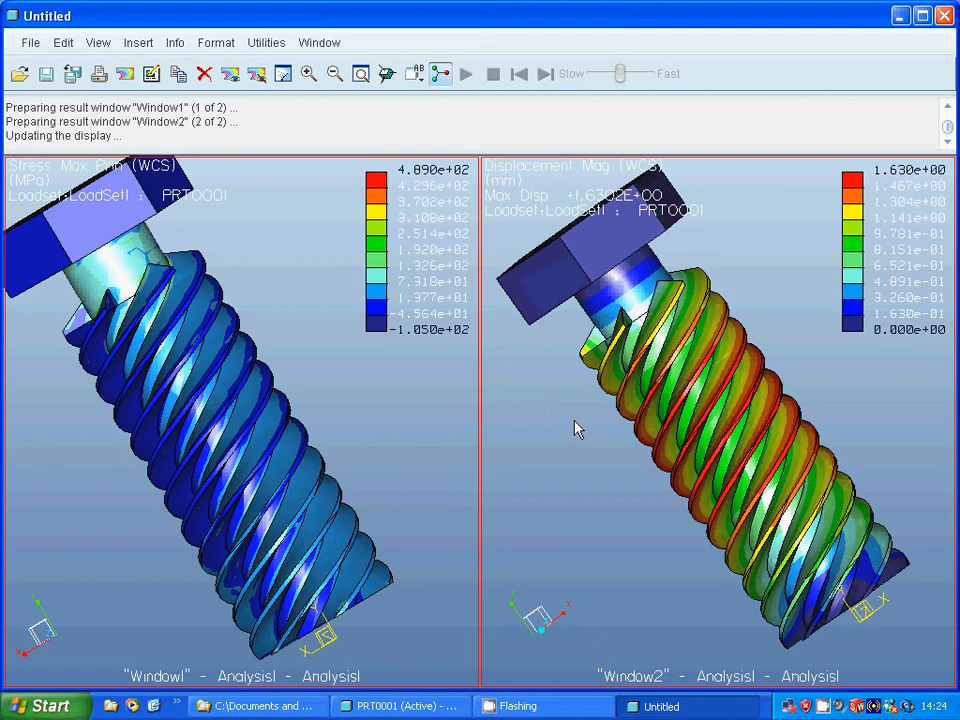 Untitled
File Edit View Insert Info Format Utilities Window
Slow Fast
Preparing result window "Window1" (1 of 2) ...
Preparing result window "Window2" (2 of 2) ...
Updating the display ...
Stress Max Prin (WCS)
(MPa)
Loadset:LoadSet1 : PRT0001
4.890e+02
4.296e+02
3.702e+02
3.108e+02
2.514e+02
1.920e+02
1.326e+02
7.318e+01
1.377e+01
-4.564e+01
-1.050e+02
"Window1" - Analysis1 - Analysis1
Displacement Mag (WCS)
(mm)
Max Disp +1.6302E+00
Loadset:LoadSet1 : PRT0001
1.630e+00
1.467e+00
1.304e+00
1.141e+00
9.781e-01
8.151e-01
6.521e-01
4.891e-01
3.260e-01
1.630e-01
0.000e+00
"Window2" - Analysis1 - Analysis1
Start
C:\Documents and ...
PRT0001 (Active) - ...
Flashing
Untitled
14:24